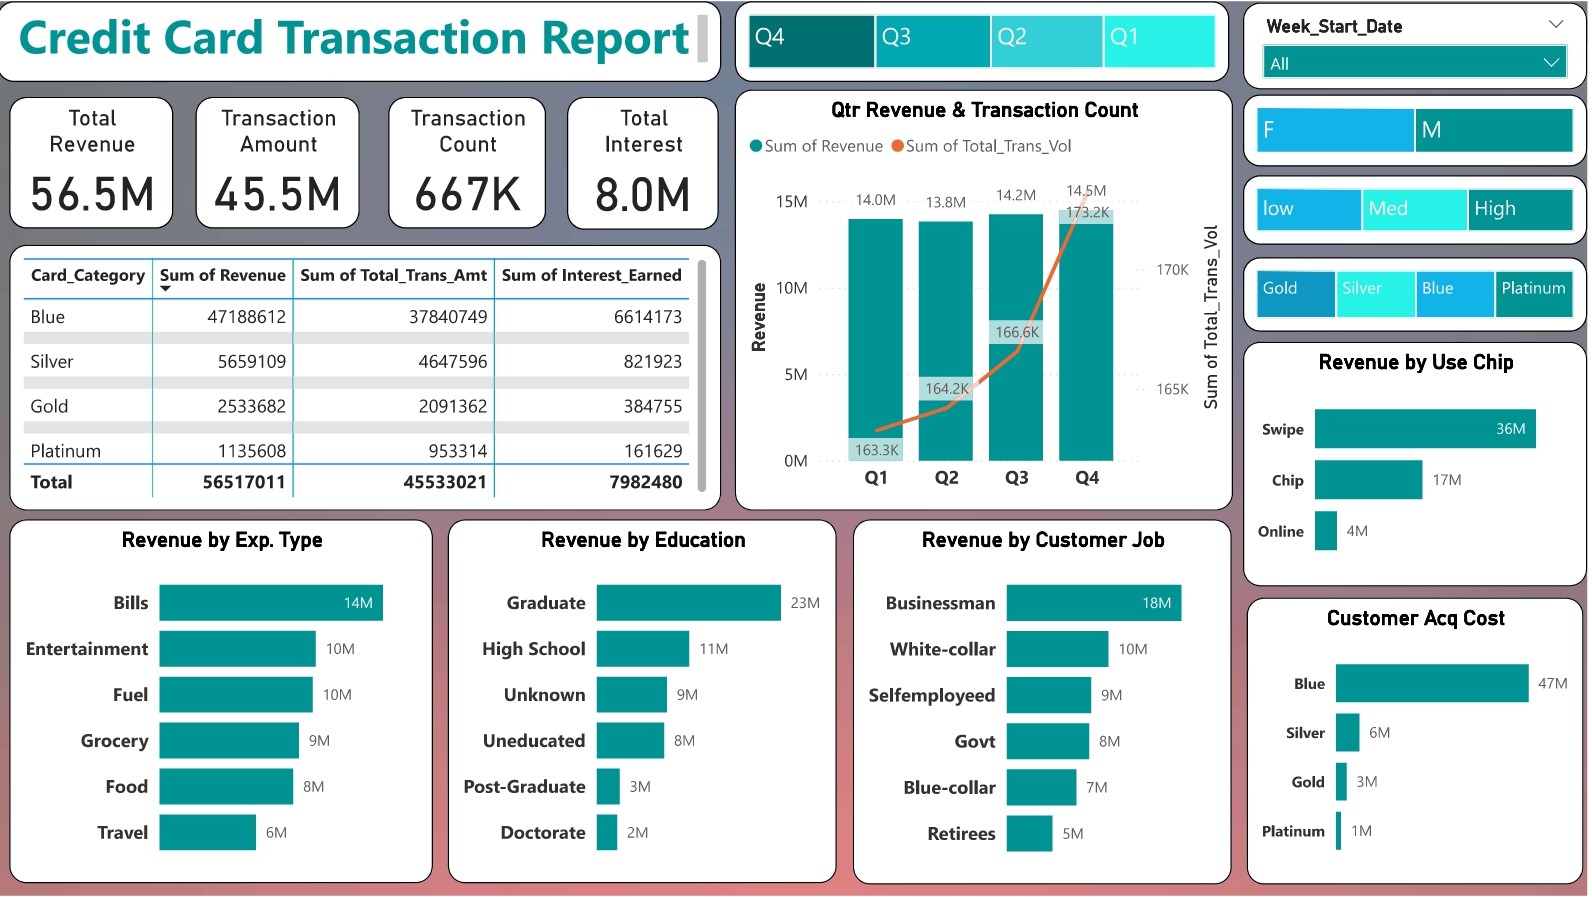 Credit Card Transaction Report
Q4 Q3 Q2 Q1
Week_Start_Date
All
F M
low Med High
Gold Silver Blue Platinum
Total
Revenue
56.5M
Transaction
Amount
45.5M
Transaction
Count
667K
Total
Interest
8.0M
Card_Category Sum of Revenue Sum of Total_Trans_Amt Sum of Interest_Earned
Blue 47188612 37840749 6614173
Silver 5659109 4647596 821923
Gold 2533682 2091362 384755
Platinum 1135608 953314 161629
Total 56517011 45533021 7982480
Qtr Revenue & Transaction Count
Sum of Revenue Sum of Total_Trans_Vol
Revenue
15M
10M
5M
0M
14.0M 13.8M 14.2M 14.5M
163.3K 164.2K 166.6K 173.2K
Q1 Q2 Q3 Q4
170K
165K
Sum of Total_Trans_Vol
Revenue by Use Chip
Swipe 36M
Chip 17M
Online 4M
Revenue by Exp. Type
Bills 14M
Entertainment 10M
Fuel 10M
Grocery 9M
Food 8M
Travel 6M
Revenue by Education
Graduate 23M
High School 11M
Unknown 9M
Uneducated 8M
Post-Graduate 3M
Doctorate 2M
Revenue by Customer Job
Businessman 18M
White-collar 10M
Selfemployeed 9M
Govt 8M
Blue-collar 7M
Retirees 5M
Customer Acq Cost
Blue 47M
Silver 6M
Gold 3M
Platinum 1M